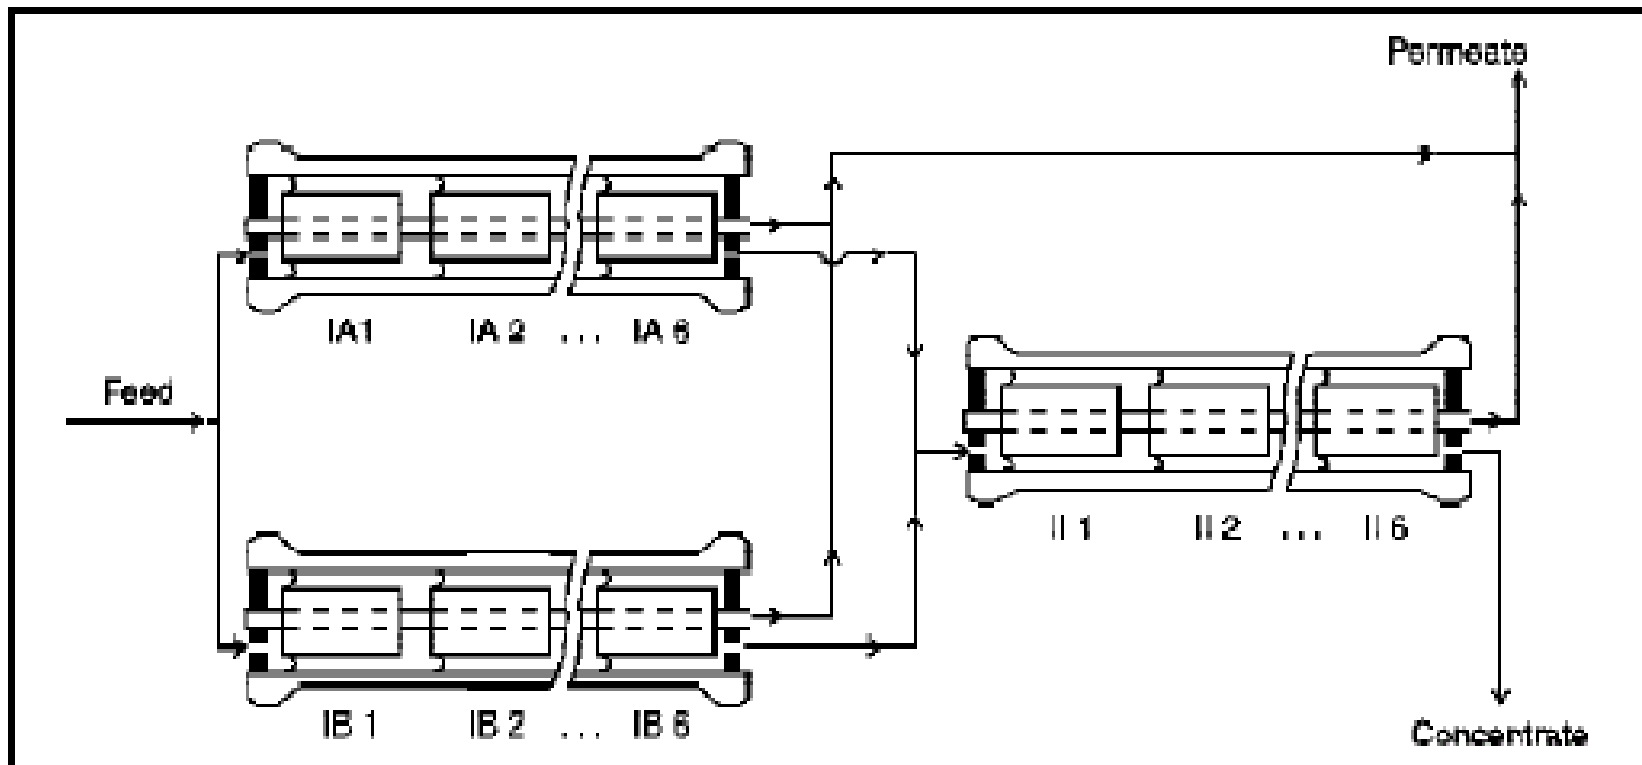 Permeate
IA1 IA 2 ... IA 6
Feed
II 1 II 2 ... II 6
IB 1 IB 2 ... IB 6
Concentrate